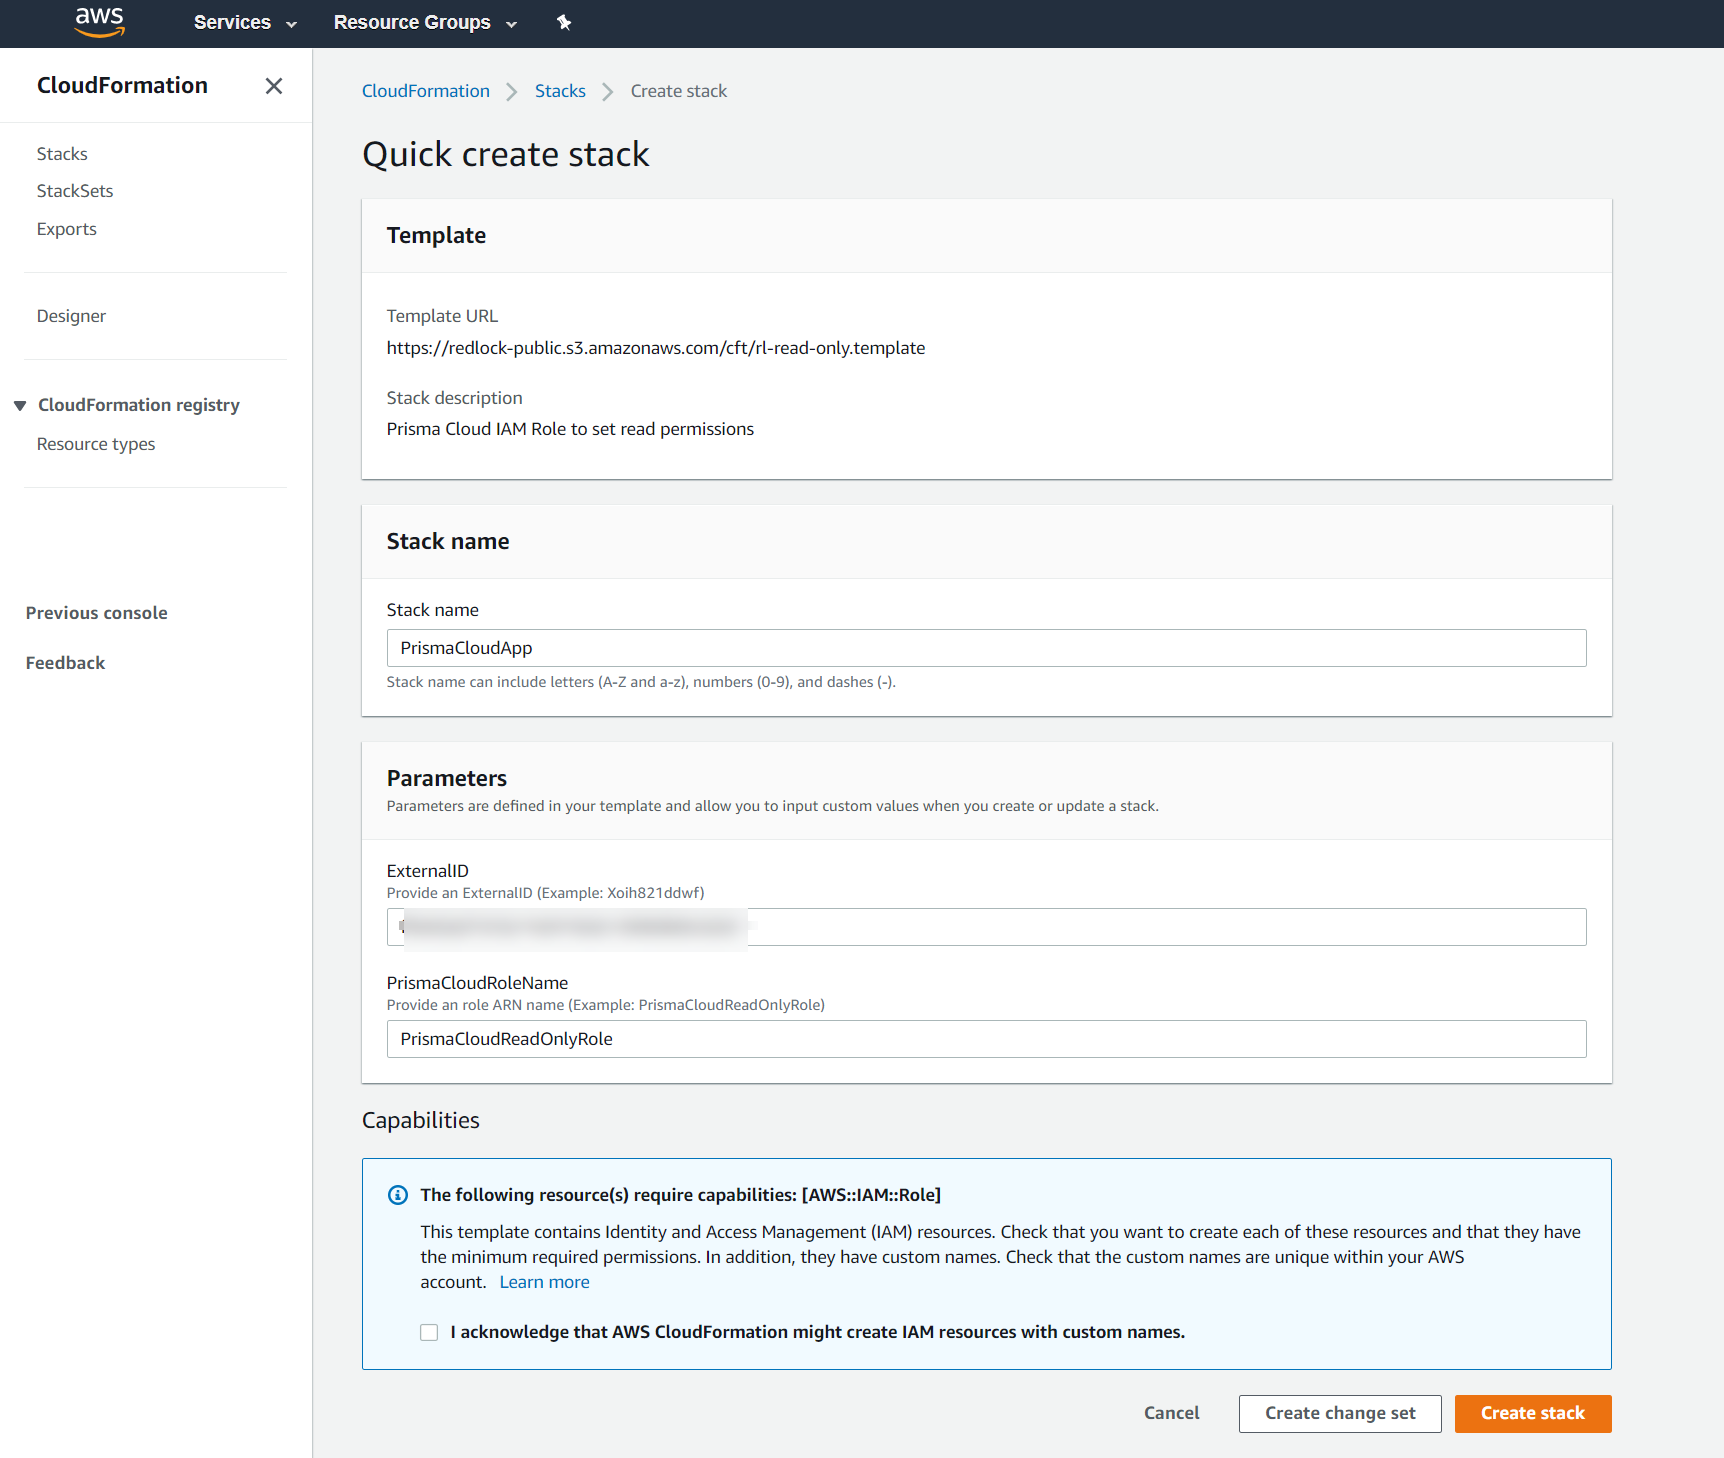 aws
Services
Resource Groups
CloudFormation
Stacks
StackSets
Exports
Designer
CloudFormation registry
Resource types
Previous console
Feedback
CloudFormation
Stacks
Create stack
Quick create stack
Template
Template URL
https://redlock-public.s3.amazonaws.com/cft/rl-read-only.template
Stack description
Prisma Cloud IAM Role to set read permissions
Stack name
Stack name
PrismaCloudApp
Stack name can include letters (A-Z and a-z), numbers (0-9), and dashes (-).
Parameters
Parameters are defined in your template and allow you to input custom values when you create or update a stack.
ExternalID
Provide an ExternalID (Example: Xoih821ddwf)
PrismaCloudRoleName
Provide an role ARN name (Example: PrismaCloudReadOnlyRole)
PrismaCloudReadOnlyRole
Capabilities
The following resource(s) require capabilities: [AWS::IAM::Role]
This template contains Identity and Access Management (IAM) resources. Check that you want to create each of these resources and that they have
the minimum required permissions. In addition, they have custom names. Check that the custom names are unique within your AWS
account. Learn more
I acknowledge that AWS CloudFormation might create IAM resources with custom names.
Cancel
Create change set
Create stack